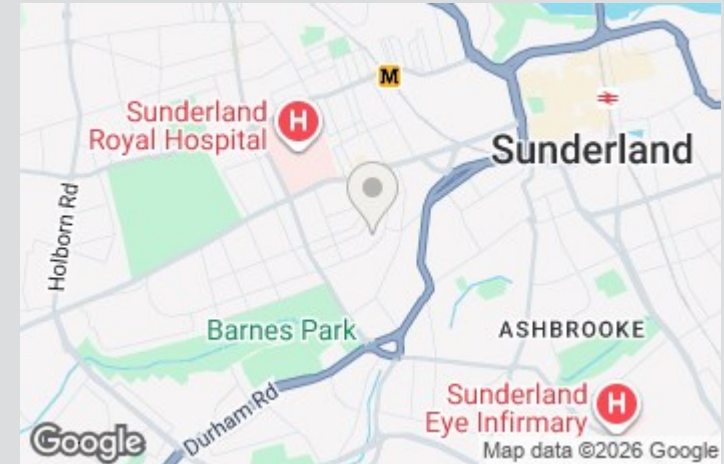 M
Sunderland
Royal Hospital
H
Sunderland
Holborn Rd
Barnes Park
ASHBROOKE
Durham Rd
Sunderland
Eye Infirmary
H
Google
Map data ©2026 Google